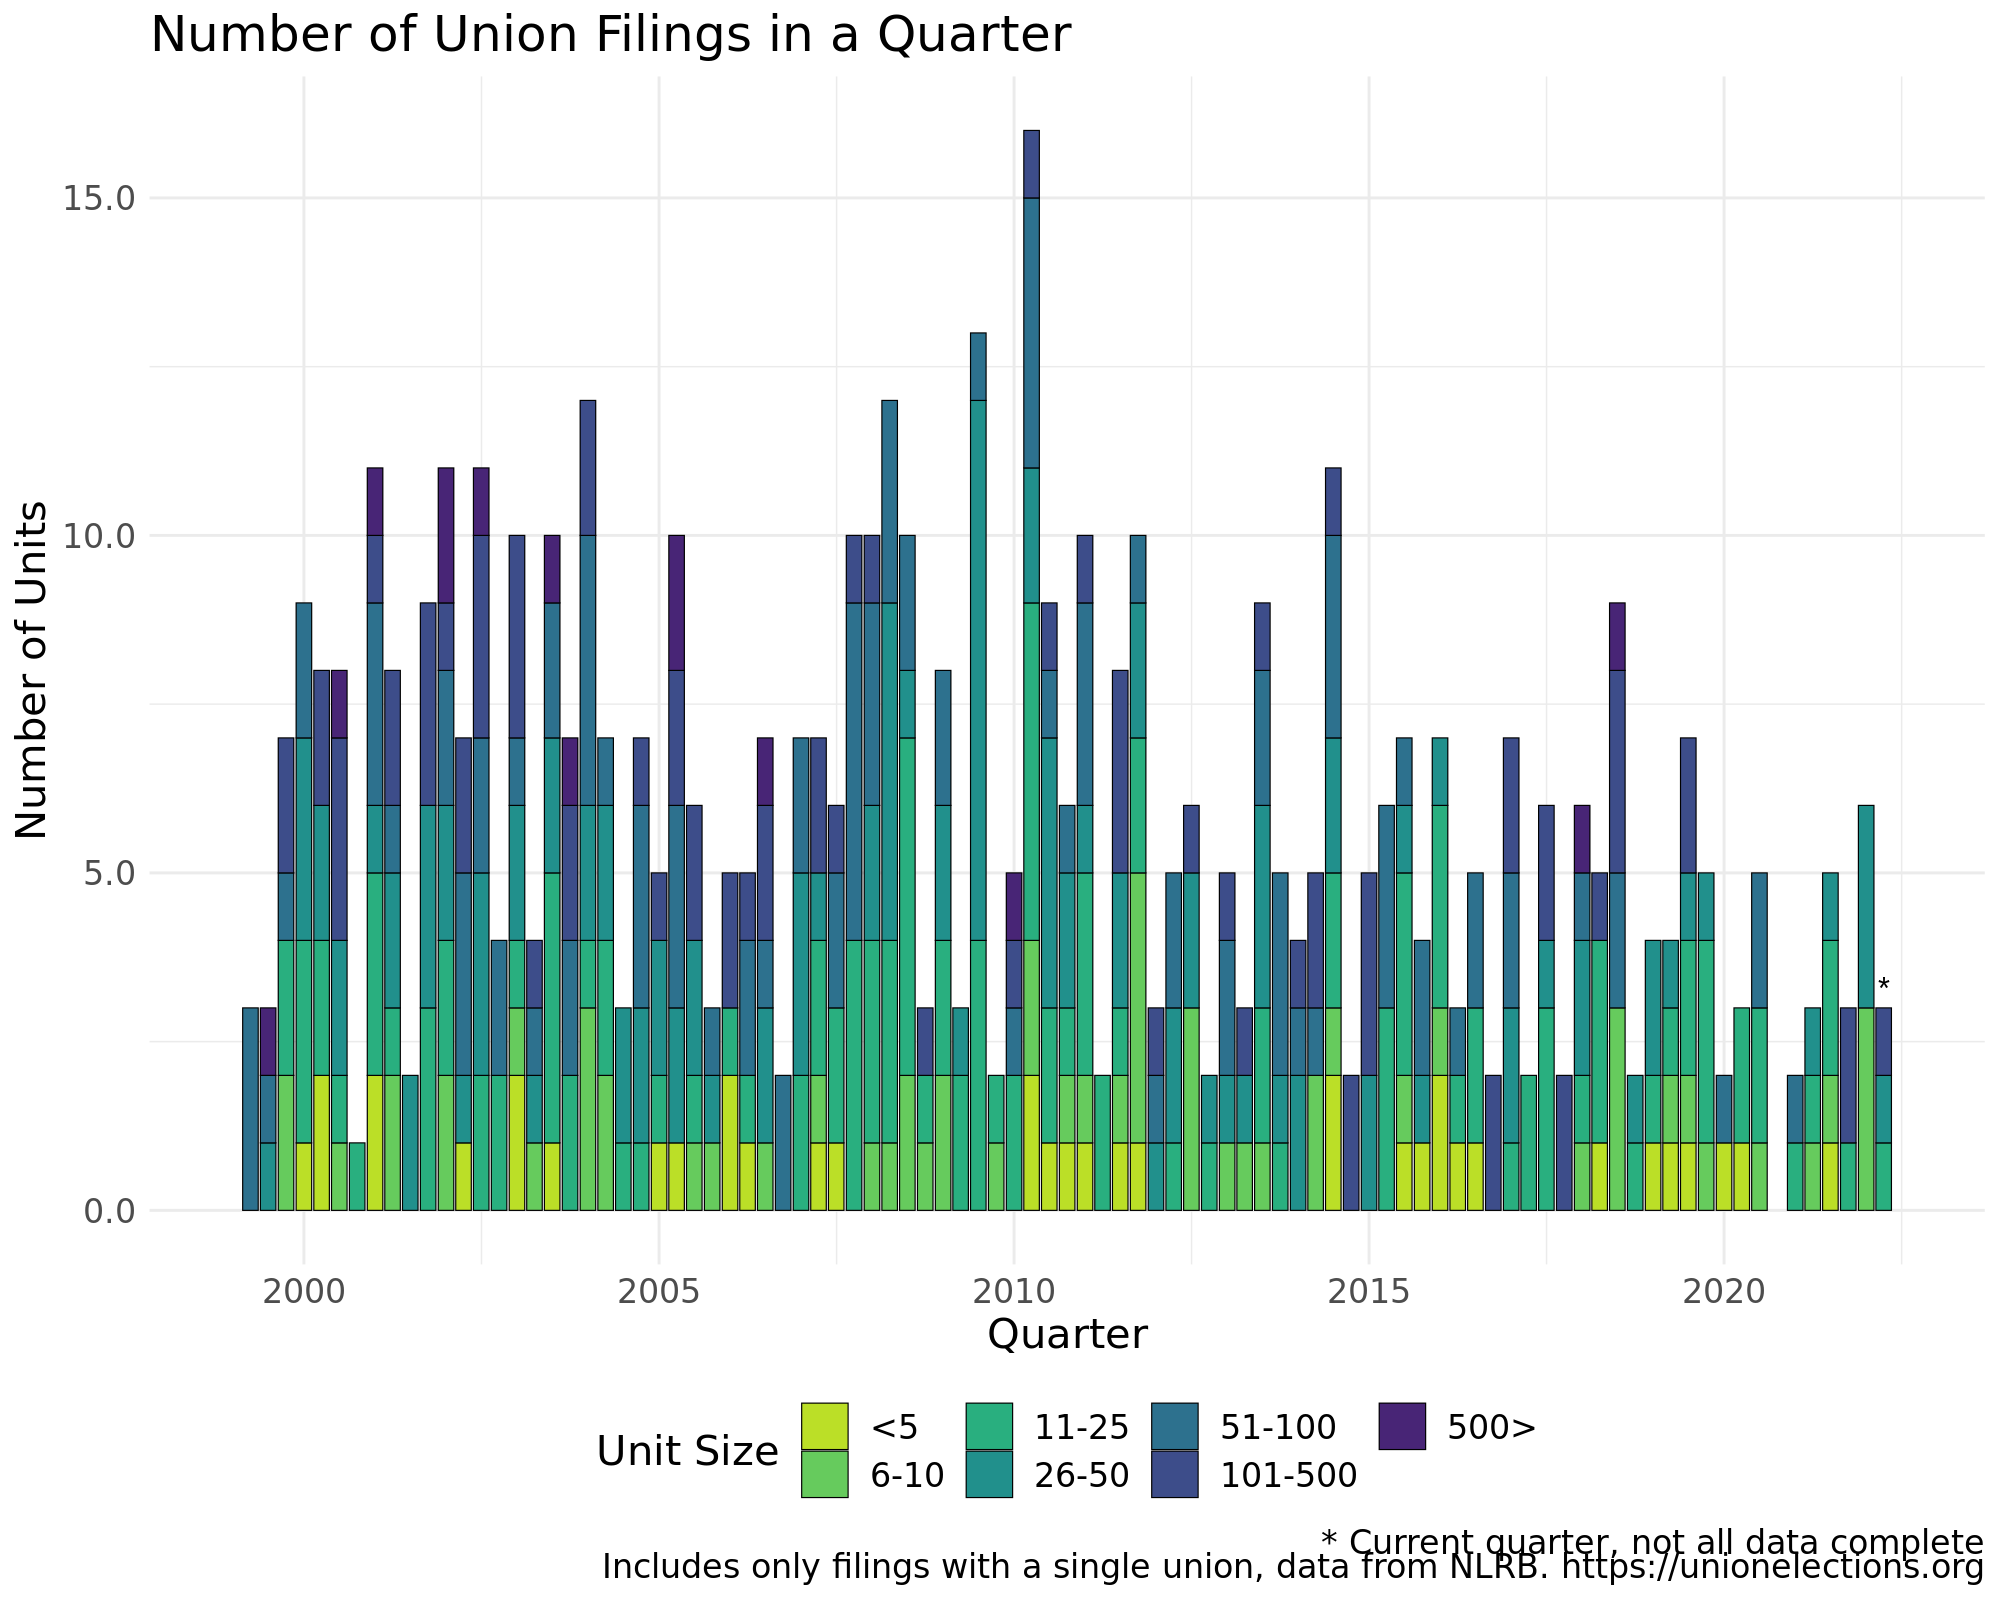 Number of Union Filings in a Quarter
Number of Units
15.0
10.0
5.0
0.0
*
2000 2005 2010 2015 2020
Quarter
Unit Size
<5 11-25 51-100 500>
6-10 26-50 101-500
* Current quarter, not all data complete
Includes only filings with a single union, data from NLRB. https://unionelections.org